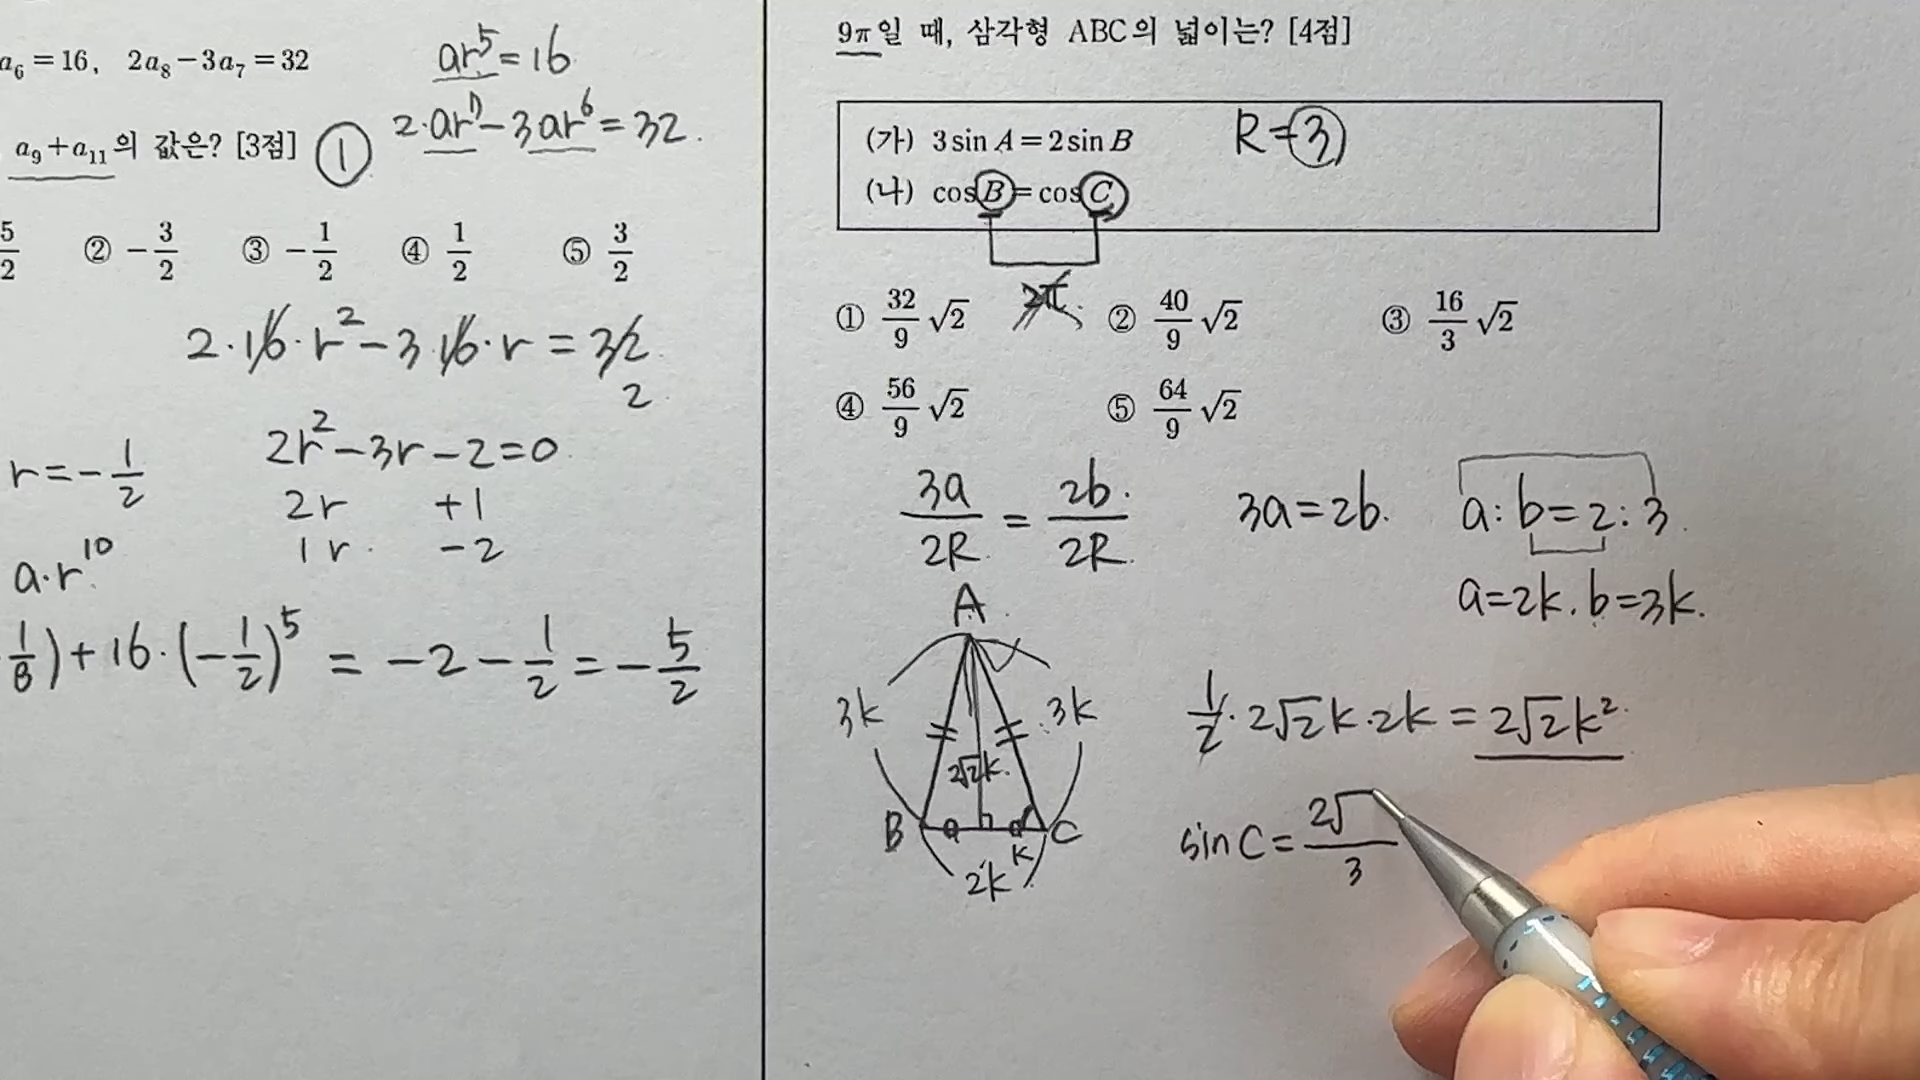 a₆ = 16, 2a₈ − 3a₇ = 32
ar⁵ = 16
2·ar⁷ − 3ar⁶ = 32.
a₉ + a₁₁의 값은? [3점] ①
5/2 ② −3/2 ③ −1/2 ④ 1/2 ⑤ 3/2
2·16·r² − 3·16·r = 32
2
2r² − 3r − 2 = 0
r = −1/2
2r +1
1r −2
a·r¹⁰
1/8) + 16·(−1/2)⁵ = −2 − 1/2 = −5/2
9π일 때, 삼각형 ABC의 넓이는? [4점]
(가) 3 sin A = 2 sin B
R = 3
(나) cos B = cos C
2π
① 32/9 √2 ② 40/9 √2 ③ 16/3 √2
④ 56/9 √2 ⑤ 64/9 √2
3a/2R = 2b/2R 3a = 2b. a : b = 2 : 3
a = 2k. b = 3k.
A
3k 3k
2√2k
B C
k
2k
1/2·2√2k·2k = 2√2k²
sin C = 2√ /3